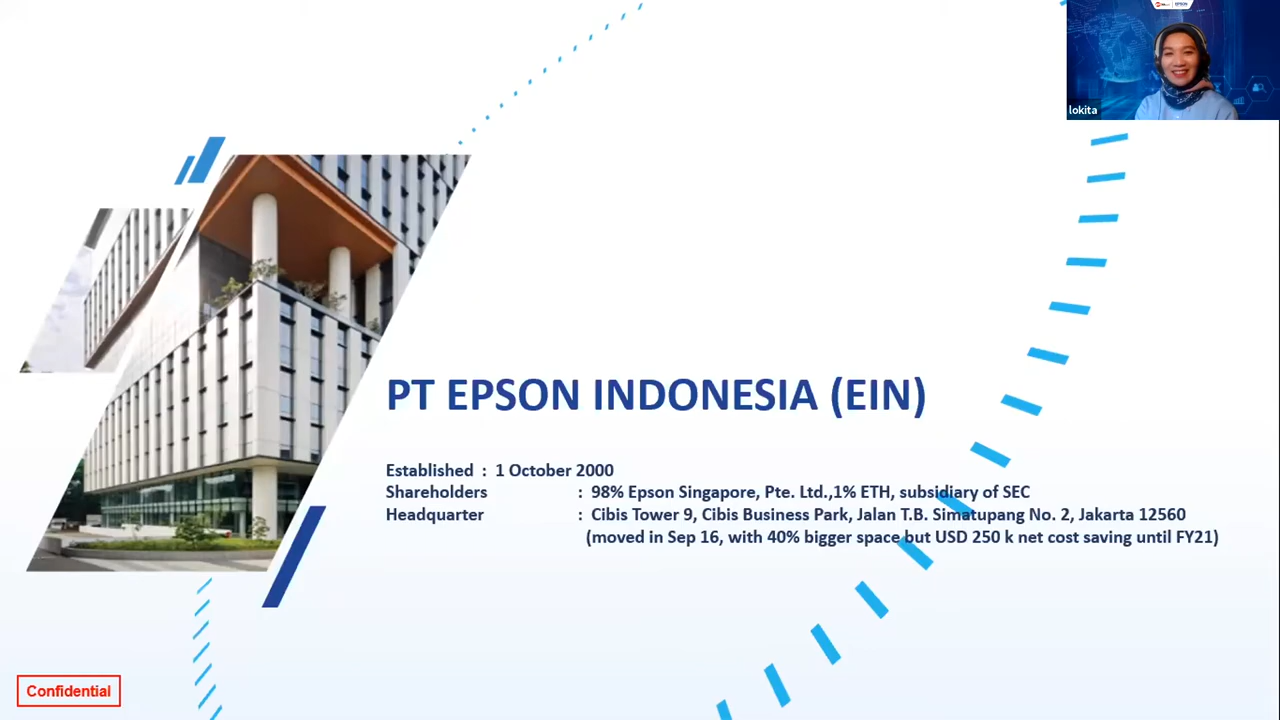 EPSON
lokita
PT EPSON INDONESIA (EIN)
Established : 1 October 2000
Shareholders : 98% Epson Singapore, Pte. Ltd.,1% ETH, subsidiary of SEC
Headquarter : Cibis Tower 9, Cibis Business Park, Jalan T.B. Simatupang No. 2, Jakarta 12560
(moved in Sep 16, with 40% bigger space but USD 250 k net cost saving until FY21)
Confidential